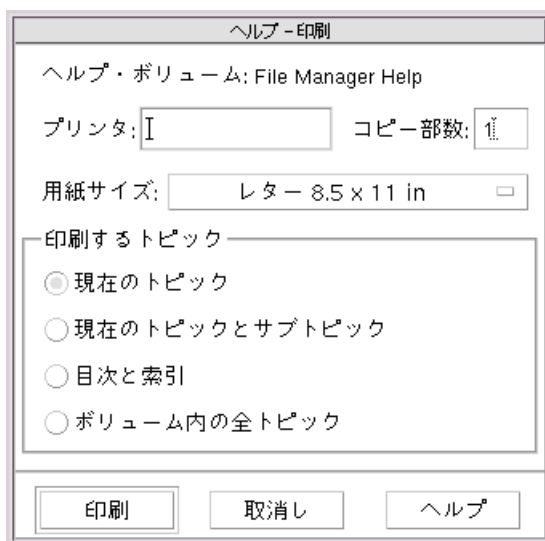 ヘルプ - 印刷
ヘルプ・ボリューム: File Manager Help
プリンタ: コピー部数: 1
用紙サイズ: レター 8.5 x 11 in
印刷するトピック
現在のトピック
現在のトピックとサブトピック
目次と索引
ボリューム内の全トピック
印刷 取消し ヘルプ